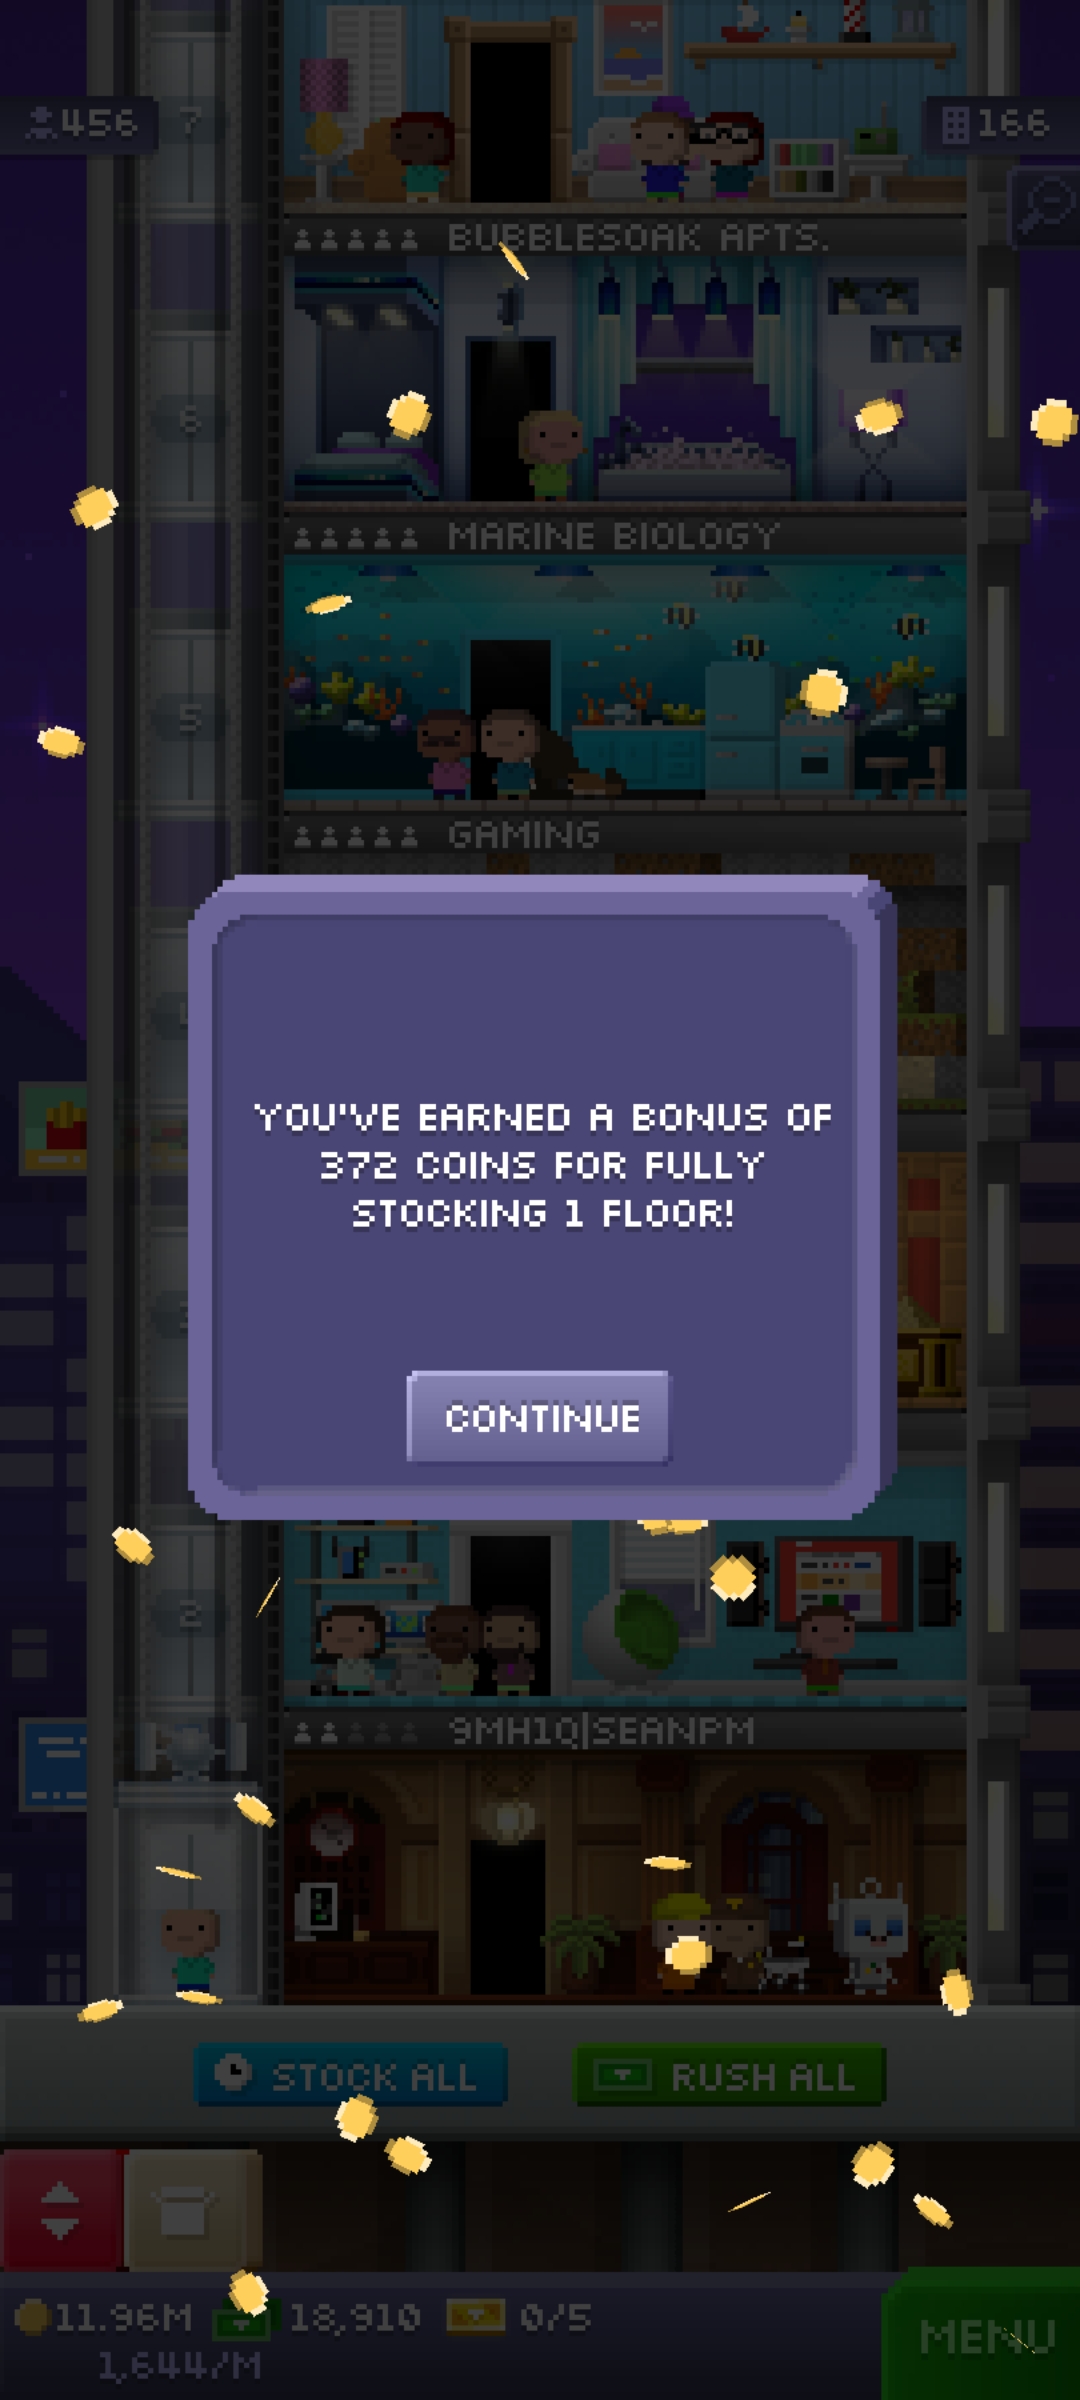 456
7
166
BUBBLESOAK APTS.
6
MARINE BIOLOGY
5
GAMING
YOU'VE EARNED A BONUS OF
372 COINS FOR FULLY
STOCKING 1 FLOOR!
CONTINUE
2
9MH1Q|SEANPM
STOCK ALL
RUSH ALL
11.96M
18,910
0/5
1,644/M
MENU